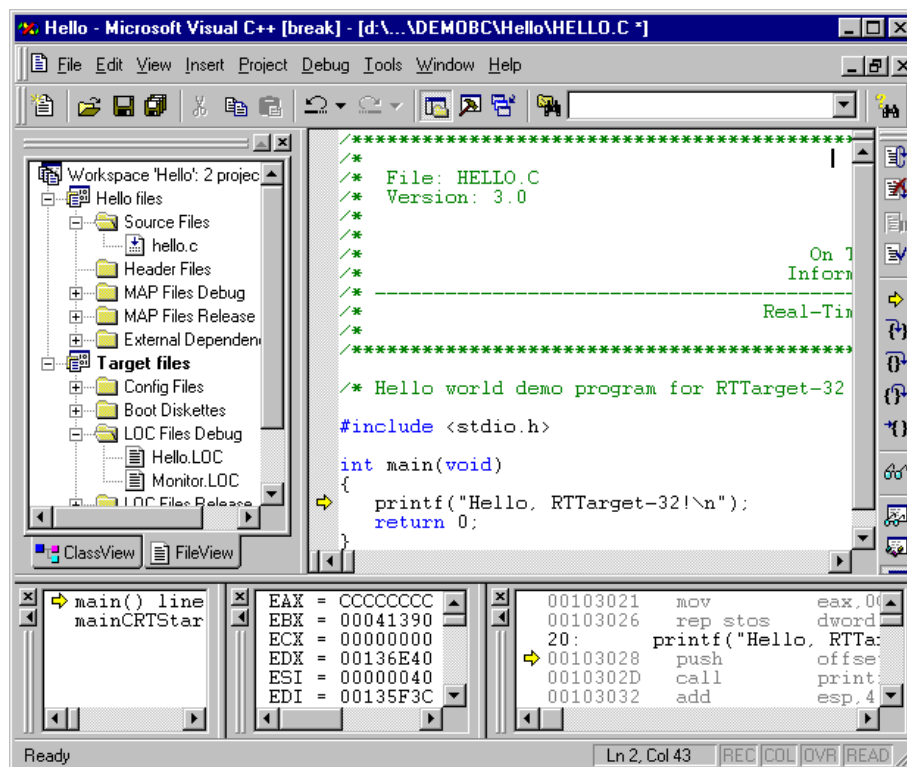 Hello - Microsoft Visual C++ [break] - [d:\...\DEMOBC\Hello\HELLO.C *]
File Edit View Insert Project Debug Tools Window Help
Workspace 'Hello': 2 projec
Hello files
Source Files
hello.c
Header Files
MAP Files Debug
MAP Files Release
External Dependen
Target files
Config Files
Boot Diskettes
LOC Files Debug
Hello.LOC
Monitor.LOC
LOC Files Release
ClassView FileView
/*******************************************
/*
/* File: HELLO.C
/* Version: 3.0
/*
/* On T
/* Inform
/* -----------------------------------------
/* Real-Tim
/*
/*******************************************
/* Hello world demo program for RTTarget-32
#include <stdio.h>
int main(void)
{
printf("Hello, RTTarget-32!\n");
return 0;
}
main() line
mainCRTStar
EAX = CCCCCCCC
EBX = 00041390
ECX = 00000000
EDX = 00136E40
ESI = 00000040
EDI = 00135F3C
00103021 mov eax,0C
00103026 rep stos dword
20: printf("Hello, RTTa
00103028 push offse
0010302D call print
00103032 add esp,4
Ready Ln 2, Col 43 REC COL OVR READ